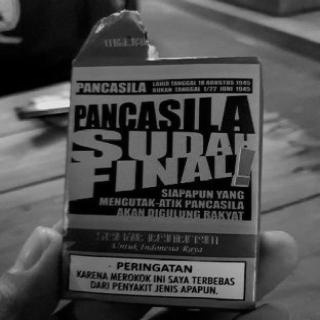 PANCASILA LAHIR TANGGAL 18 AGUSTUS 1945
BUKAN TANGGAL 1/22 JUNI 1945
PANCASILA
SUDAH
FINAL!
SIAPAPUN YANG
MENGUTAK-ATIK PANCASILA
AKAN DIGULUNG RAKYAT
Untuk Indonesia Raya
PERINGATAN
KARENA MEROKOK INI SAYA TERBEBAS
DARI PENYAKIT JENIS APAPUN.